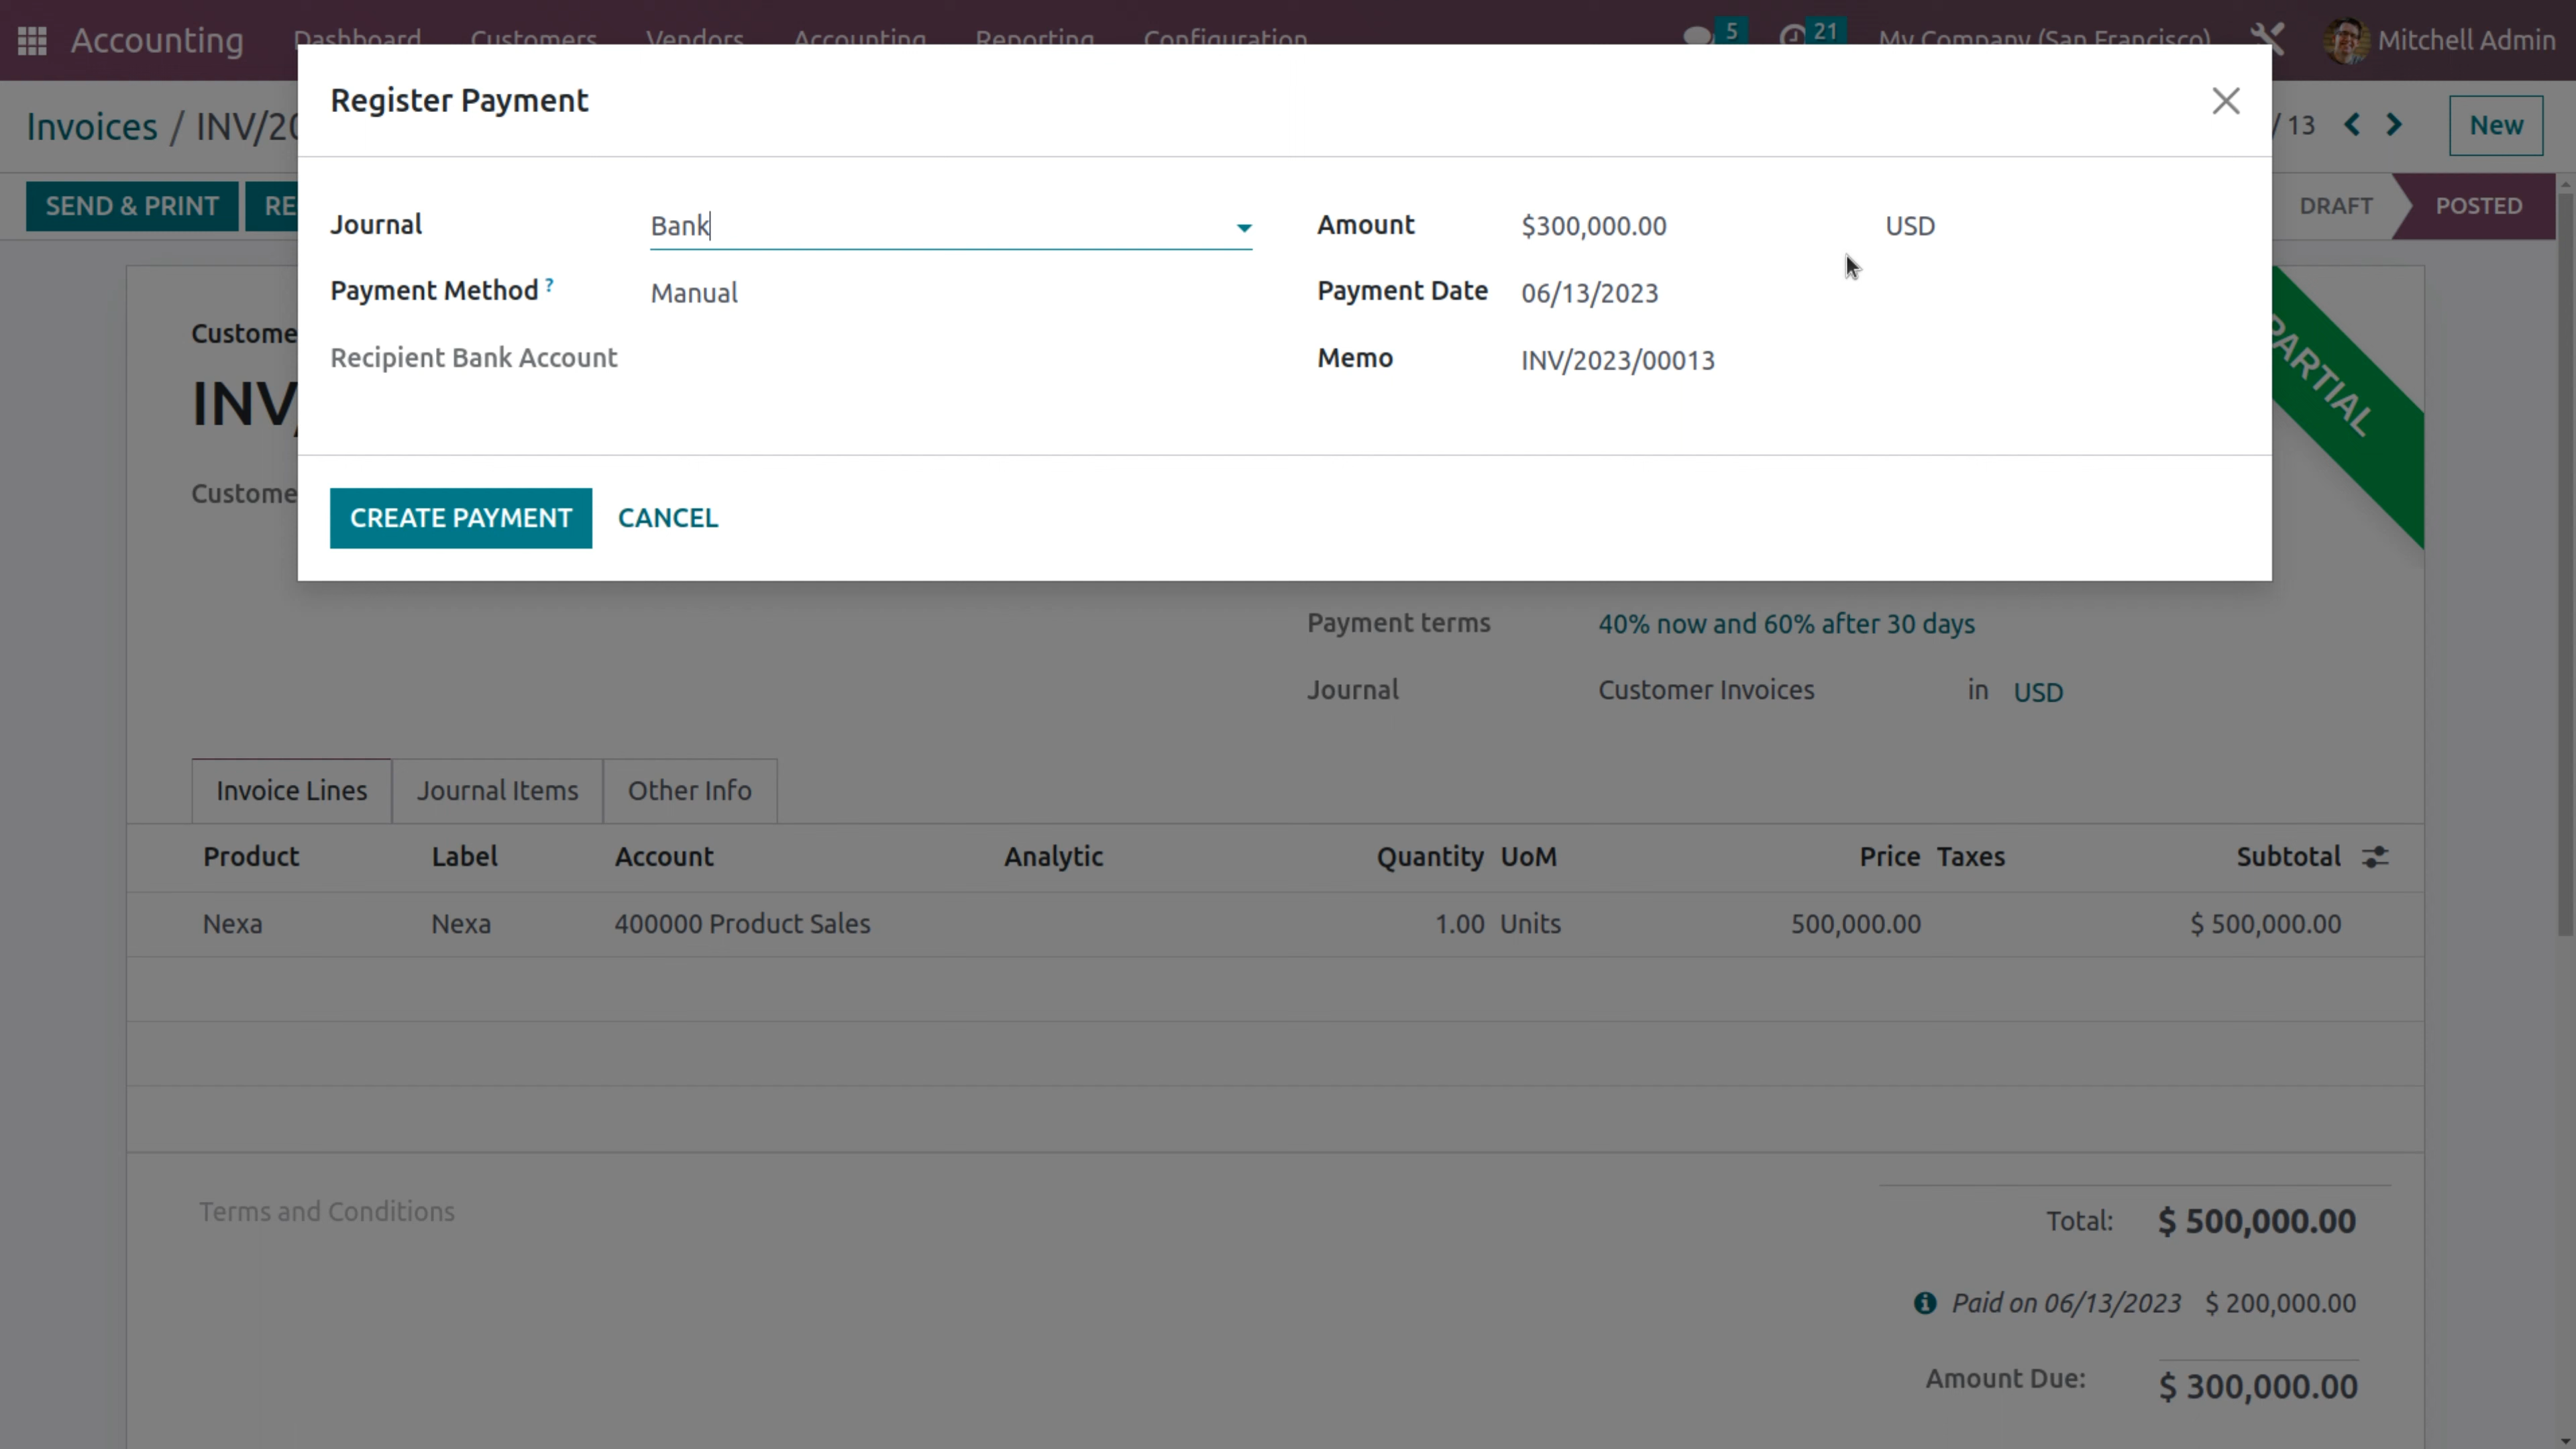 Accounting Dashboard Customers Vendors Accounting Reporting Configuration 5 21 My Company (San Francisco) Mitchell Admin
Register Payment
Invoices / INV/20 / 13 New
SEND & PRINT RE DRAFT POSTED
Journal Bank Amount $300,000.00 USD
Payment Method ? Manual Payment Date 06/13/2023
Recipient Bank Account Memo INV/2023/00013
PARTIAL
Custome
INV/
Custome
CREATE PAYMENT CANCEL
Payment terms 40% now and 60% after 30 days
Journal Customer Invoices in USD
Invoice Lines Journal Items Other Info
Product Label Account Analytic Quantity UoM Price Taxes Subtotal
Nexa Nexa 400000 Product Sales 1.00 Units 500,000.00 $ 500,000.00
Terms and Conditions
Total: $ 500,000.00
Paid on 06/13/2023 $ 200,000.00
Amount Due: $ 300,000.00